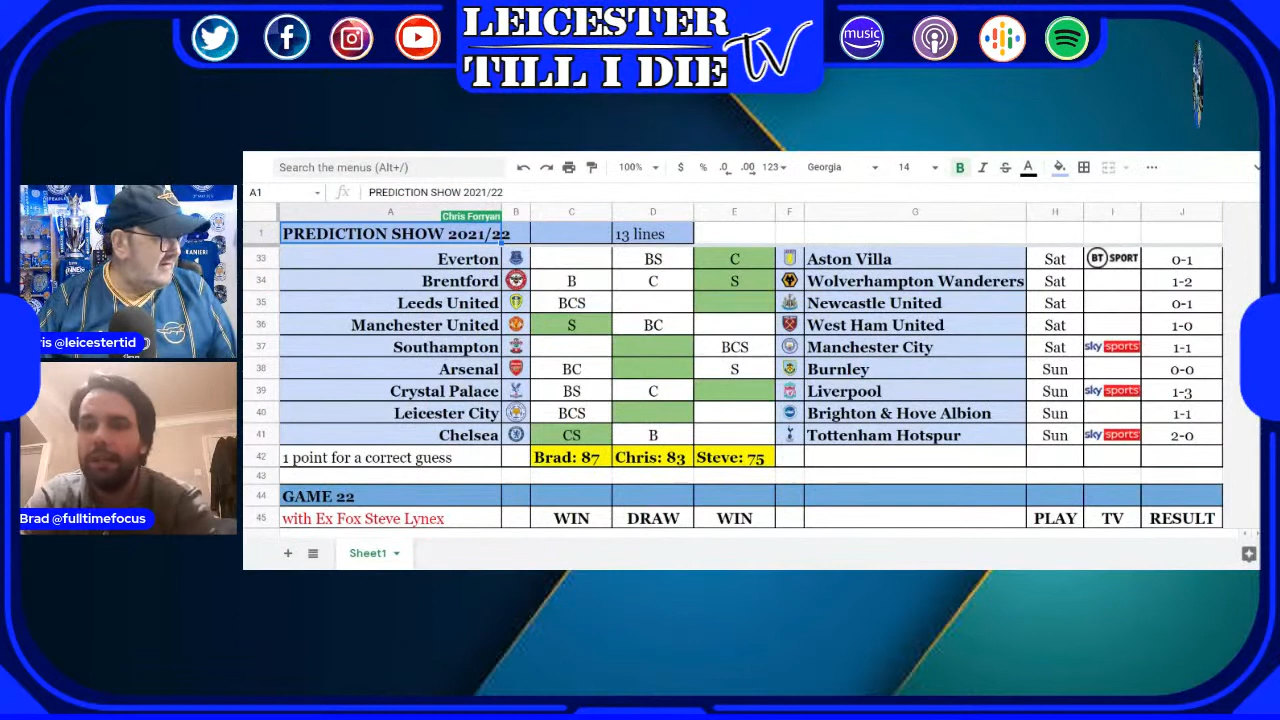 LEICESTER
TILL I DIE TV
music
Search the menus (Alt+/)
100% $ % .0 .00 123 Georgia 14 B I S A
A1 fx PREDICTION SHOW 2021/22
A B C D E F G H I J
Chris Forryan
1 PREDICTION SHOW 2021/22 13 lines
33 Everton BS C Aston Villa Sat BT SPORT 0-1
34 Brentford B C S Wolverhampton Wanderers Sat 1-2
35 Leeds United BCS Newcastle United Sat 0-1
36 Manchester United S BC West Ham United Sat 1-0
37 Southampton BCS Manchester City Sat sky sports 1-1
38 Arsenal BC S Burnley Sun 0-0
39 Crystal Palace BS C Liverpool Sun sky sports 1-3
40 Leicester City BCS Brighton & Hove Albion Sun 1-1
41 Chelsea CS B Tottenham Hotspur Sun sky sports 2-0
42 1 point for a correct guess Brad: 87 Chris: 83 Steve: 75
43
44 GAME 22
45 with Ex Fox Steve Lynex WIN DRAW WIN PLAY TV RESULT
+ Sheet1
ris @leicestertid
Brad @fulltimefocus
RANIERI